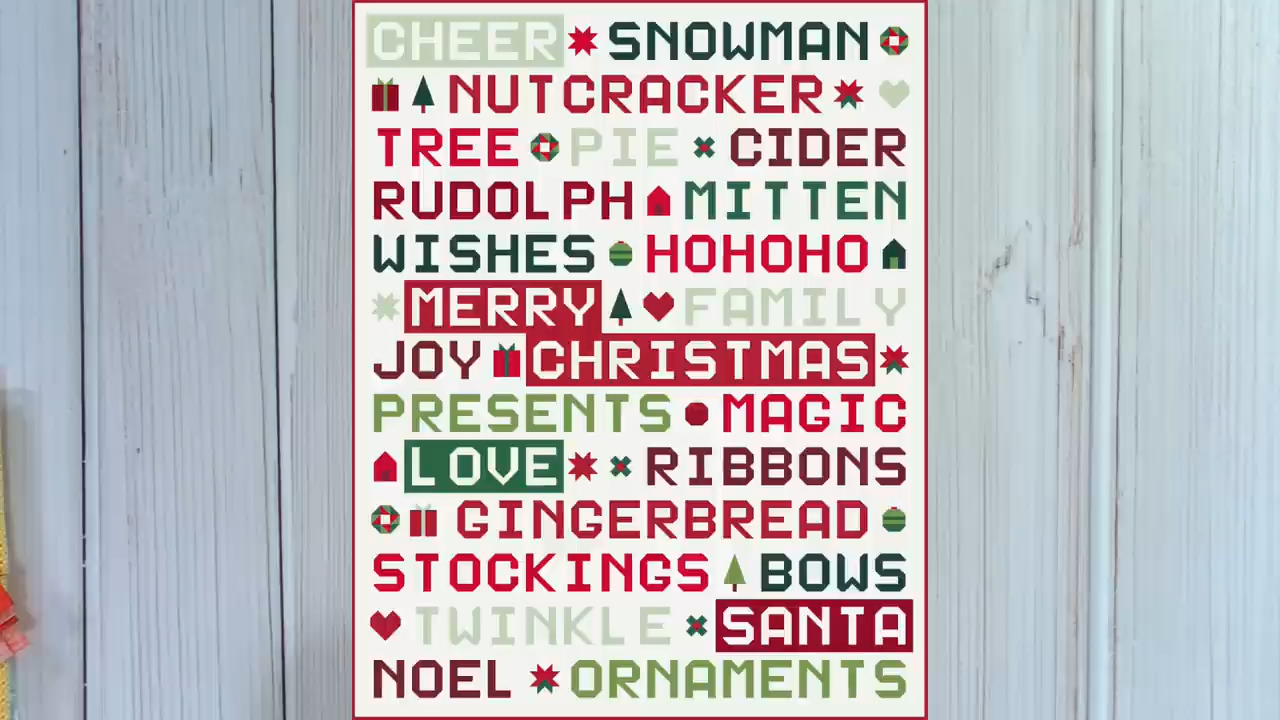 CHEER SNOWMAN
NUTCRACKER
TREE PIE CIDER
RUDOLPH MITTEN
WISHES HOHOHO
MERRY FAMILY
JOY CHRISTMAS
PRESENTS MAGIC
LOVE RIBBONS
GINGERBREAD
STOCKINGS BOWS
TWINKLE SANTA
NOEL ORNAMENTS